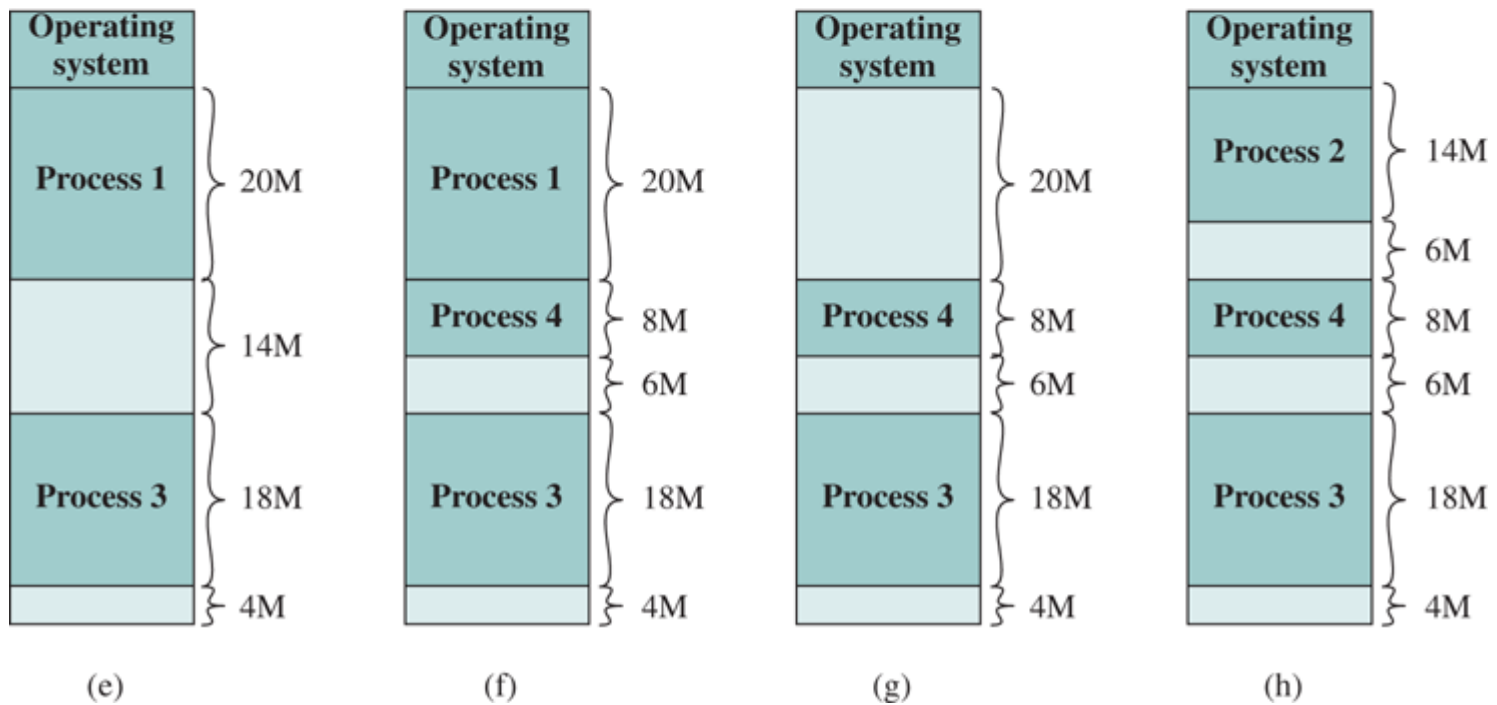 Operating
system
Process 1
20M
14M
Process 3
18M
4M
(e)
Operating
system
Process 1
20M
Process 4
8M
6M
Process 3
18M
4M
(f)
Operating
system
20M
Process 4
8M
6M
Process 3
18M
4M
(g)
Operating
system
Process 2
14M
6M
Process 4
8M
6M
Process 3
18M
4M
(h)